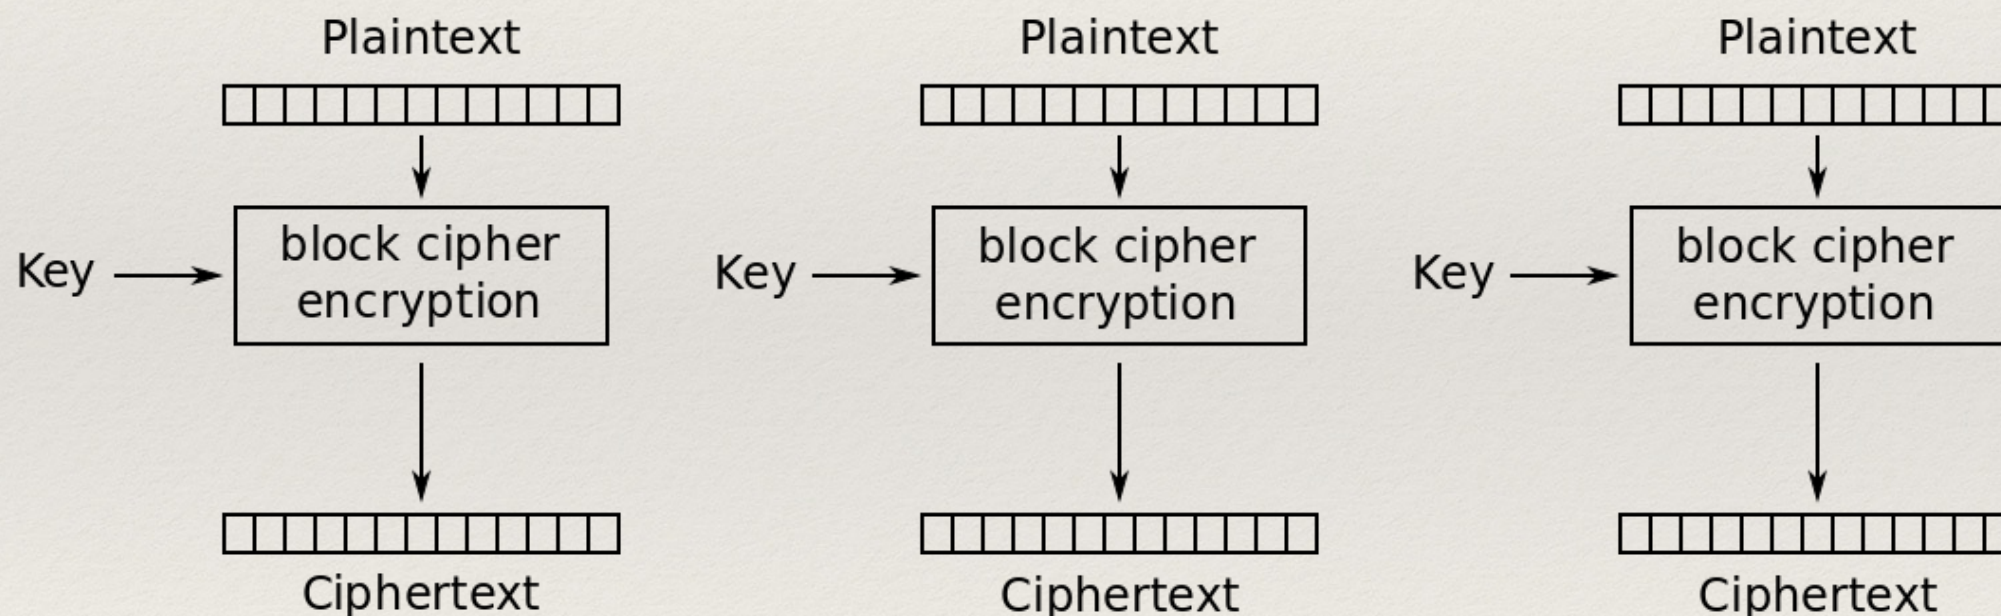 Plaintext
Plaintext
Plaintext
Key
block cipher
encryption
Key
block cipher
encryption
Key
block cipher
encryption
Ciphertext
Ciphertext
Ciphertext